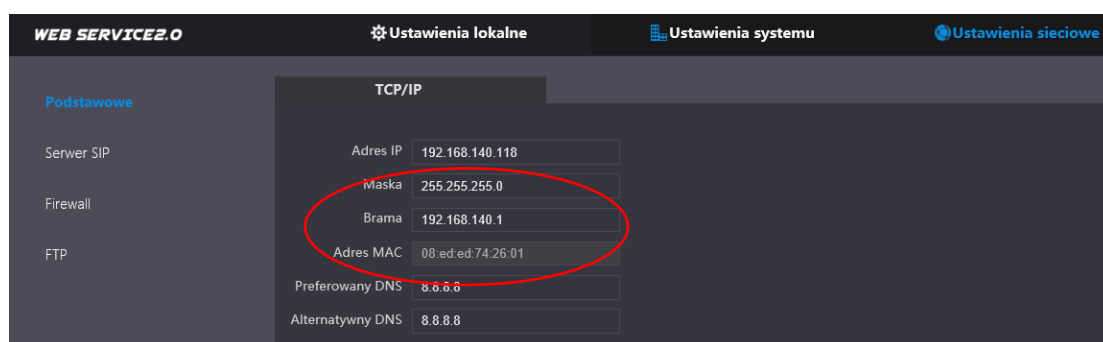 WEB SERVICE2.0 Ustawienia lokalne Ustawienia systemu Ustawienia sieciowe
TCP/IP
Podstawowe
Serwer SIP
Firewall
FTP
Adres IP 192.168.140.118
Maska 255.255.255.0
Brama 192.168.140.1
Adres MAC 08:ed:ed:74:26:01
Preferowany DNS 8.8.8.8
Alternatywny DNS 8.8.8.8